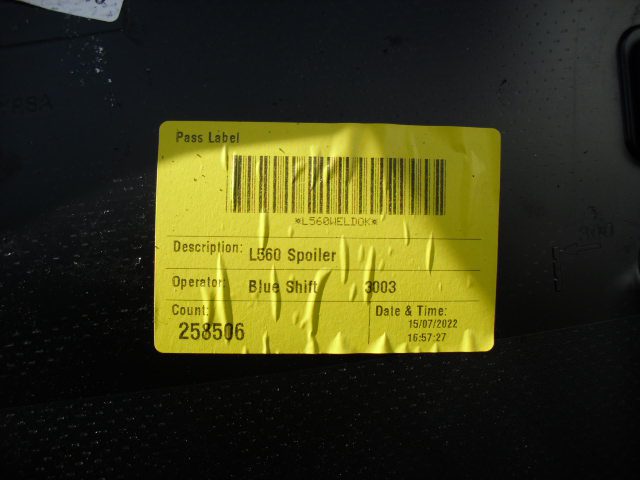 Pass Label
*L560WELDOK*
Description: L560 Spoiler
Operator: Blue Shift 3003
Count: Date & Time:
258506 15/07/2022
16:57:27